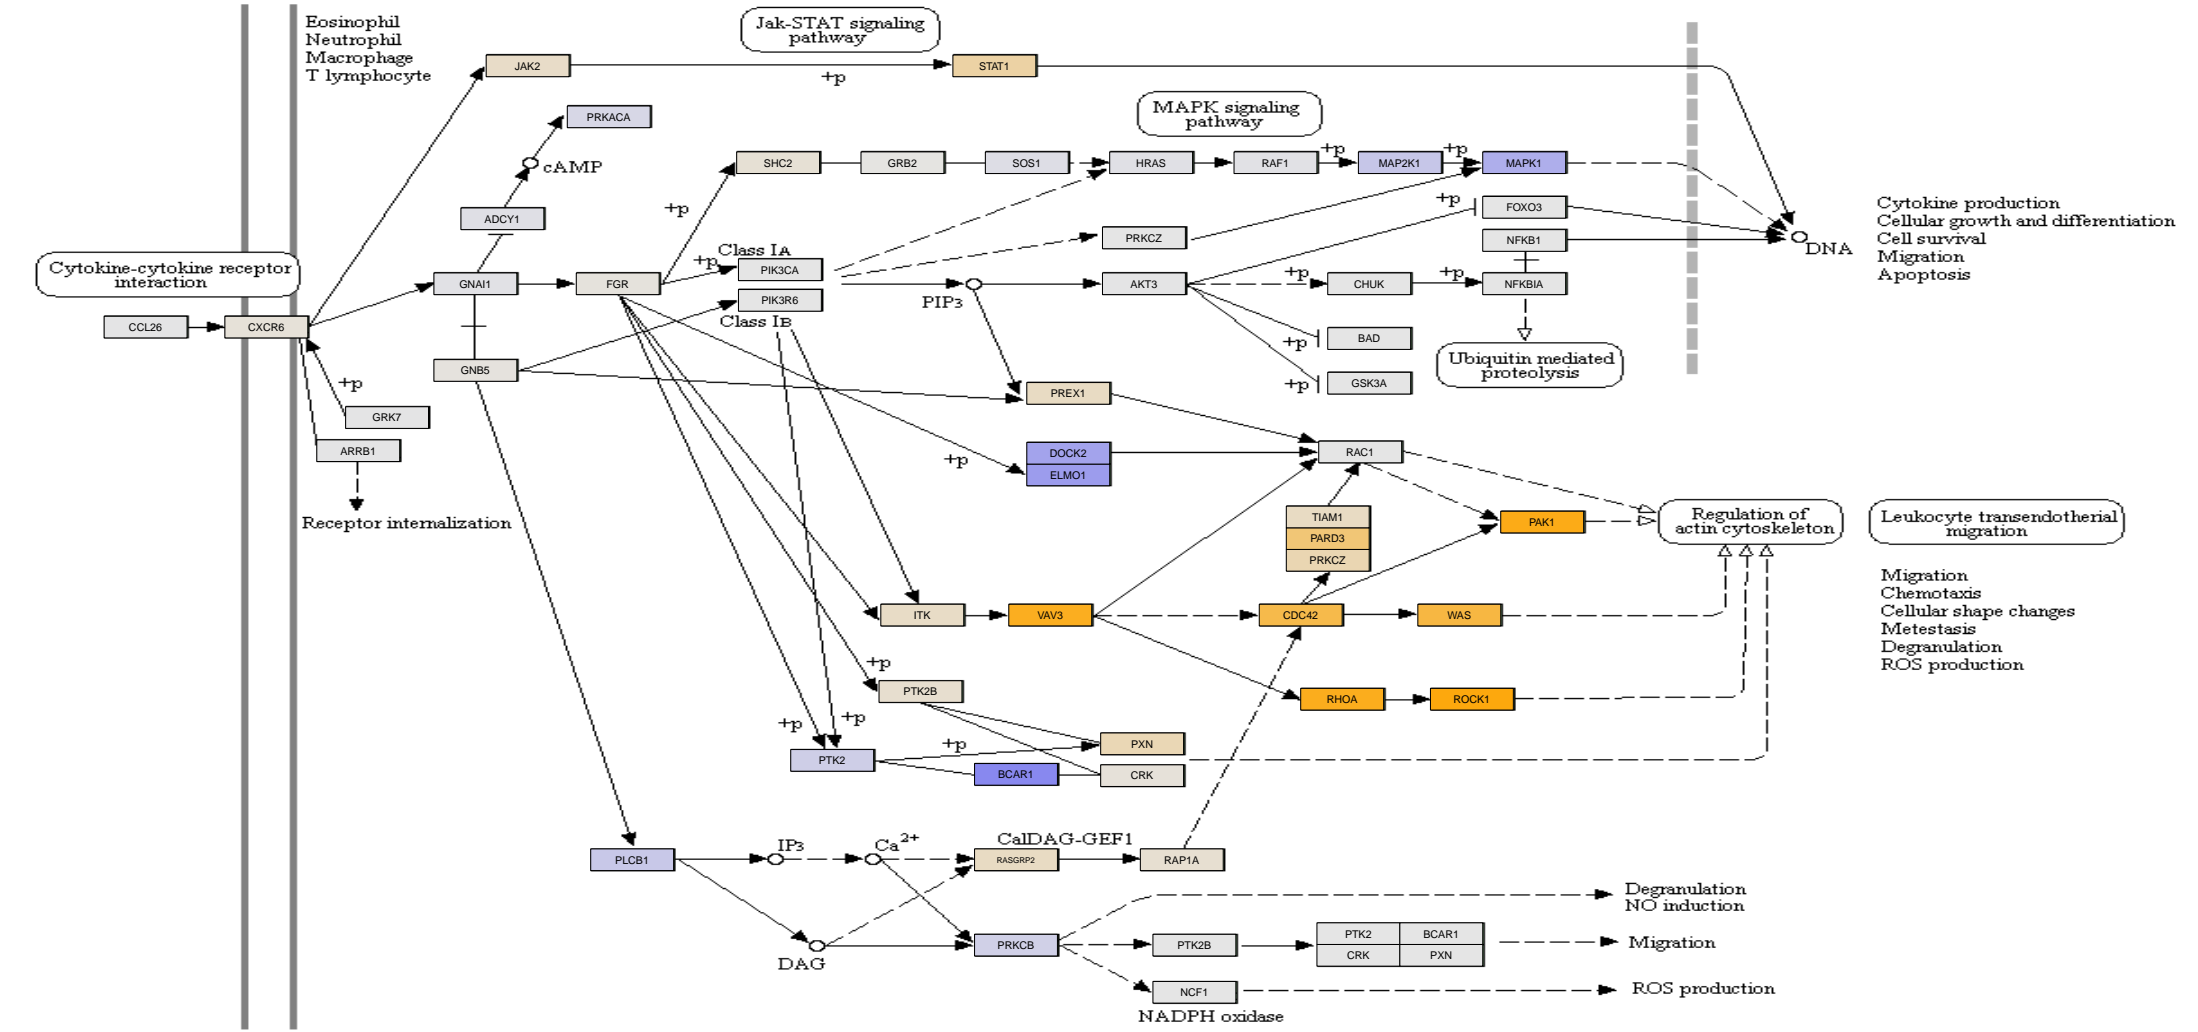 Eosinophil
Neutrophil
Macrophage
T lymphocyte
Jak-STAT signaling
pathway
JAK2
+p
STAT1
PRKACA
cAMP
MAPK signaling
pathway
SHC2
GRB2
SOS1
HRAS
RAF1
+p
MAP2K1
+p
MAPK1
ADCY1
+p
+p
FOXO3
PRKCZ
NFKB1
DNA
Cytokine production
Cellular growth and differentiation
Cell survival
Migration
Apoptosis
Cytokine-cytokine receptor
interaction
GNAI1
FGR
Class IA
+p
PIK3CA
PIK3R6
Class IB
PIP3
AKT3
+p
CHUK
+p
NFKBIA
CCL26
CXCR6
+p
BAD
Ubiquitin mediated
proteolysis
GNB5
+p
+p
GSK3A
PREX1
GRK7
ARRB1
+p
DOCK2
ELMO1
RAC1
Receptor internalization
TIAM1
PARD3
PRKCZ
PAK1
Regulation of
actin cytoskeleton
Leukocyte transendotherial
migration
Migration
Chemotaxis
Cellular shape changes
Metestasis
Degranulation
ROS production
ITK
VAV3
CDC42
WAS
+p
PTK2B
RHOA
ROCK1
+p
+p
PTK2
+p
PXN
BCAR1
CRK
PLCB1
IP3
Ca2+
CalDAG-GEF1
RASGRP2
RAP1A
Degranulation
NO induction
DAG
PRKCB
PTK2B
PTK2
BCAR1
CRK
PXN
Migration
NCF1
ROS production
NADPH oxidase